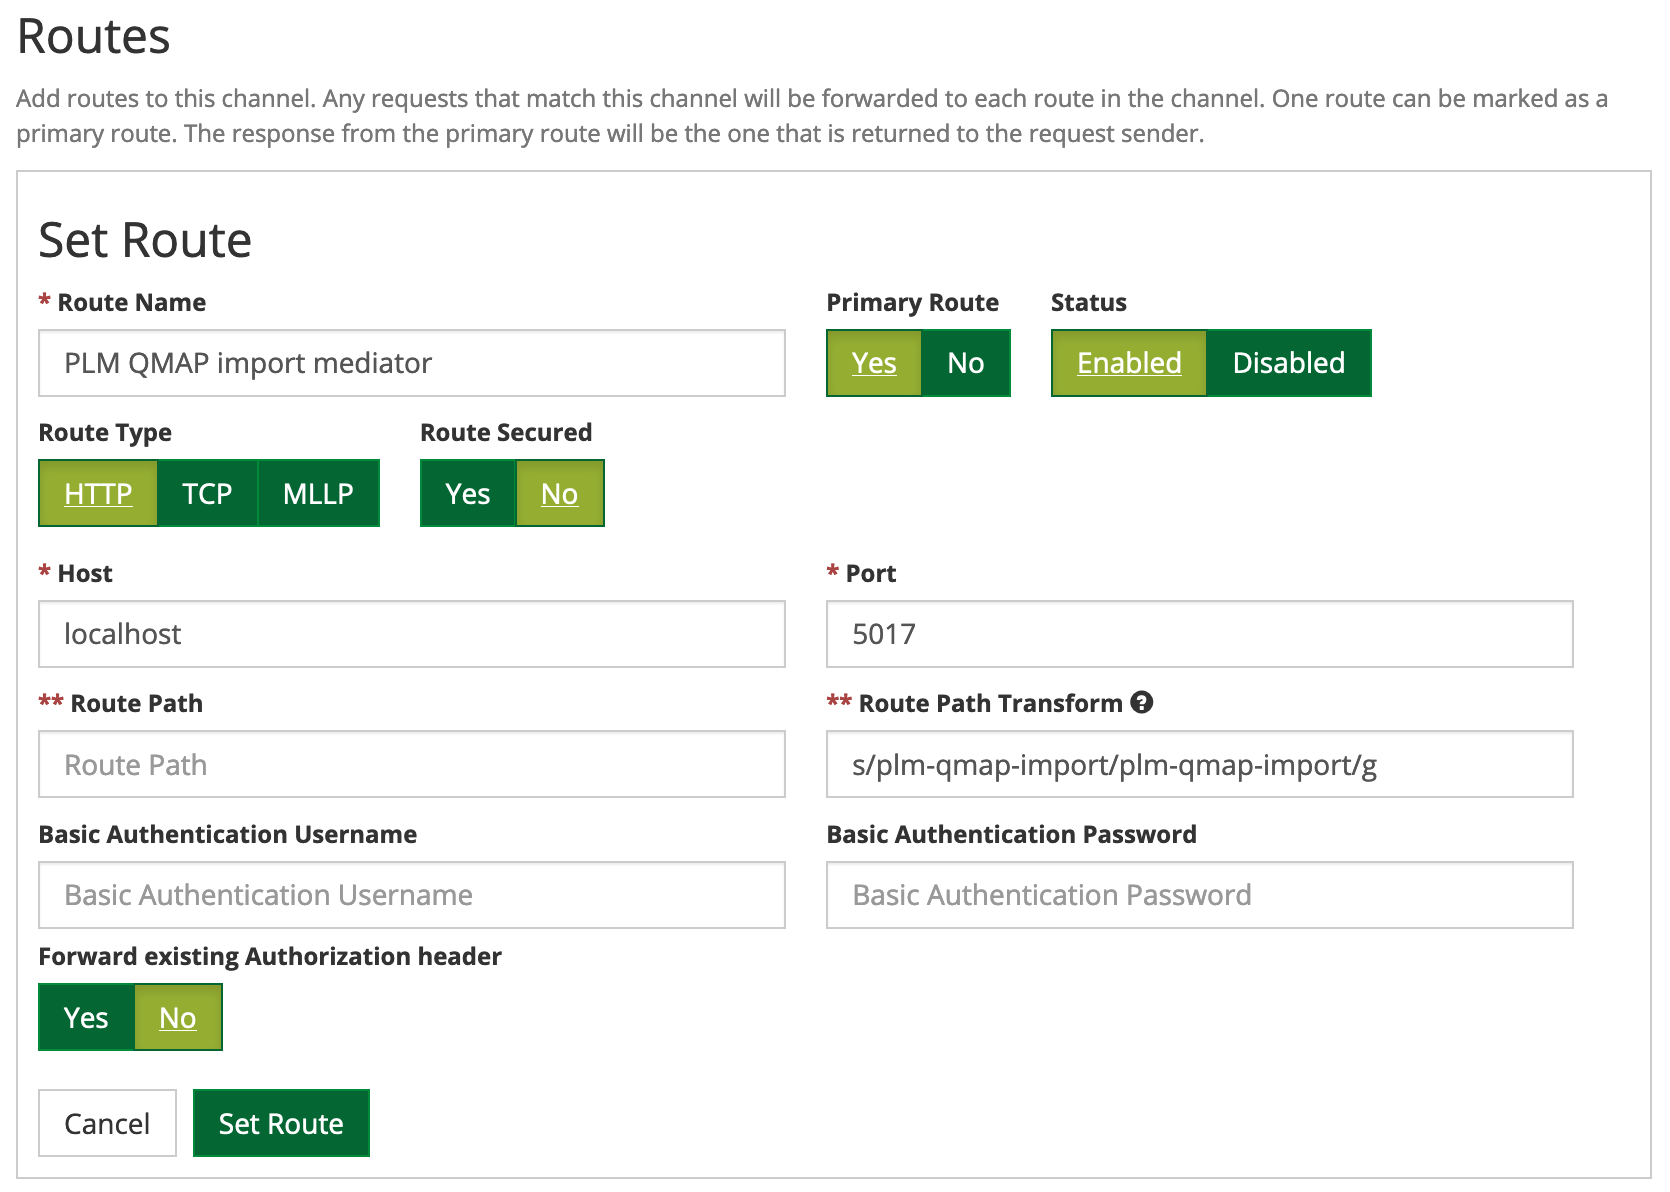 Routes
Add routes to this channel. Any requests that match this channel will be forwarded to each route in the channel. One route can be marked as a
primary route. The response from the primary route will be the one that is returned to the request sender.
Set Route
* Route Name
PLM QMAP import mediator
Primary Route
Yes No
Status
Enabled Disabled
Route Type
HTTP TCP MLLP
Route Secured
Yes No
* Host
localhost
* Port
5017
** Route Path
Route Path
** Route Path Transform ?
s/plm-qmap-import/plm-qmap-import/g
Basic Authentication Username
Basic Authentication Username
Basic Authentication Password
Basic Authentication Password
Forward existing Authorization header
Yes No
Cancel Set Route